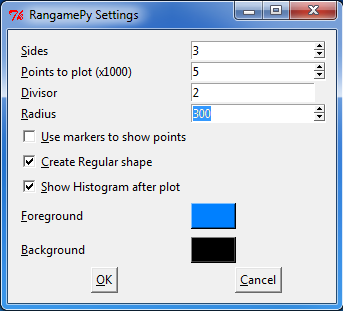 RangamePy Settings
Sides 3
Points to plot (x1000) 5
Divisor 2
Radius 300
Use markers to show points
Create Regular shape
Show Histogram after plot
Foreground
Background
OK Cancel